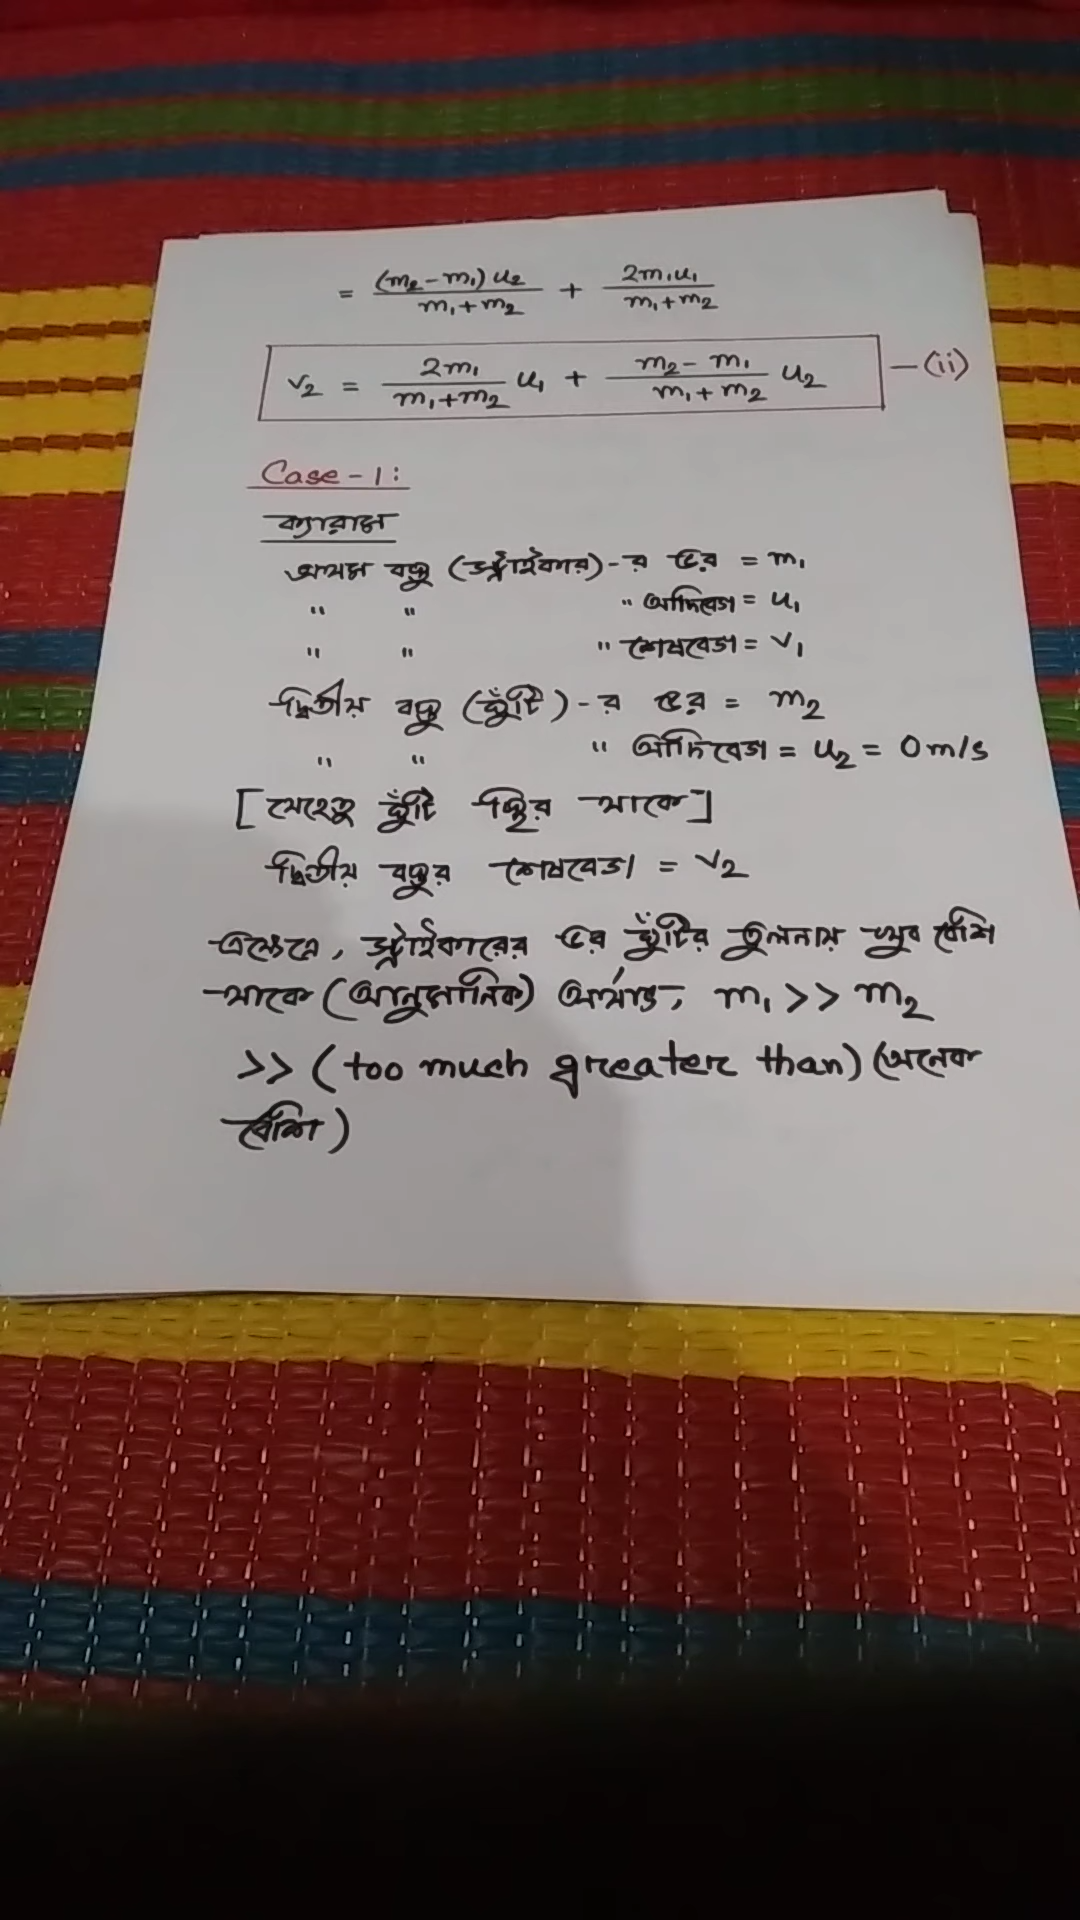 = (m₂-m₁)u₂/m₁+m₂ + 2m₁u₁/m₁+m₂
v₂ = 2m₁/m₁+m₂ u₁ + m₂-m₁/m₁+m₂ u₂ —(ii)
Case-1:
ক্যারাম
প্রথম বস্তু (স্ট্রাইকার)-র ভর = m₁
" " " আদিবেগ = u₁
" " " শেষবেগ = v₁
দ্বিতীয় বস্তু (গুঁটি)-র ভর = m₂
" " " আদিবেগ = u₂ = 0 m/s
[যেহেতু গুঁটি স্থির থাকে]
দ্বিতীয় বস্তুর শেষবেগ = v₂
এক্ষেত্রে, স্ট্রাইকারের ভর গুঁটির তুলনায় খুব বেশি
থাকে (আনুমানিক) অর্থাৎ, m₁ >> m₂
>> (too much greater than) (অনেক
বেশি)